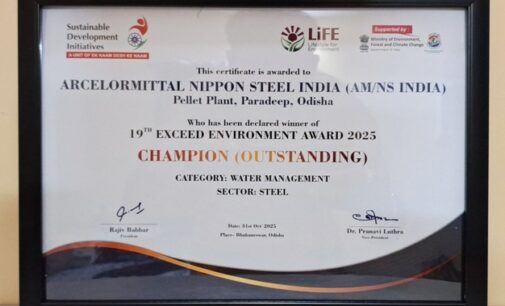 Sustainable
Development
Initiatives
A UNIT OF EK KAAM DESH KE NAAM
LiFE
Lifestyle for
Environment
Supported by
Ministry of Environment,
Forest and Climate Change
This certificate is awarded to
ARCELORMITTAL NIPPON STEEL INDIA (AM/NS INDIA)
Pellet Plant, Paradeep, Odisha
Who has been declared winner of
19TH EXCEED ENVIRONMENT AWARD 2025
CHAMPION (OUTSTANDING)
CATEGORY: WATER MANAGEMENT
SECTOR: STEEL
Rajiv Babbar
President
Date: 31st Oct' 2025
Place- Bhubaneswar, Odisha
Dr. Pranavi Luthra
Vice-President